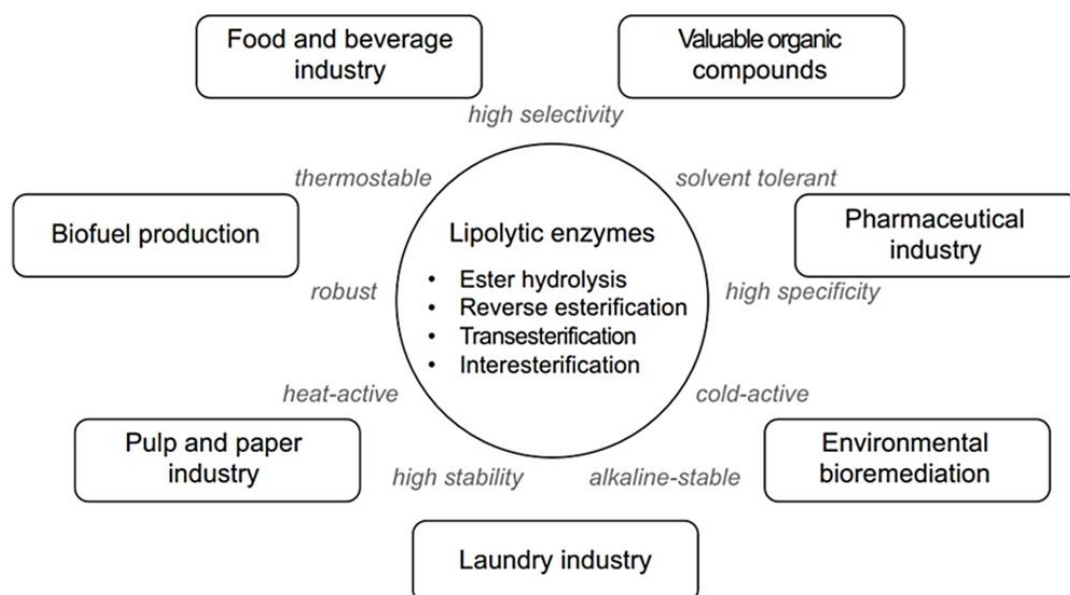 Food and beverage
industry
Valuable organic
compounds
high selectivity
thermostable
solvent tolerant
Biofuel production
Lipolytic enzymes
Pharmaceutical
industry
• Ester hydrolysis
• Reverse esterification
• Transesterification
• Interesterification
robust
high specificity
heat-active
cold-active
Pulp and paper
industry
Environmental
bioremediation
high stability
alkaline-stable
Laundry industry